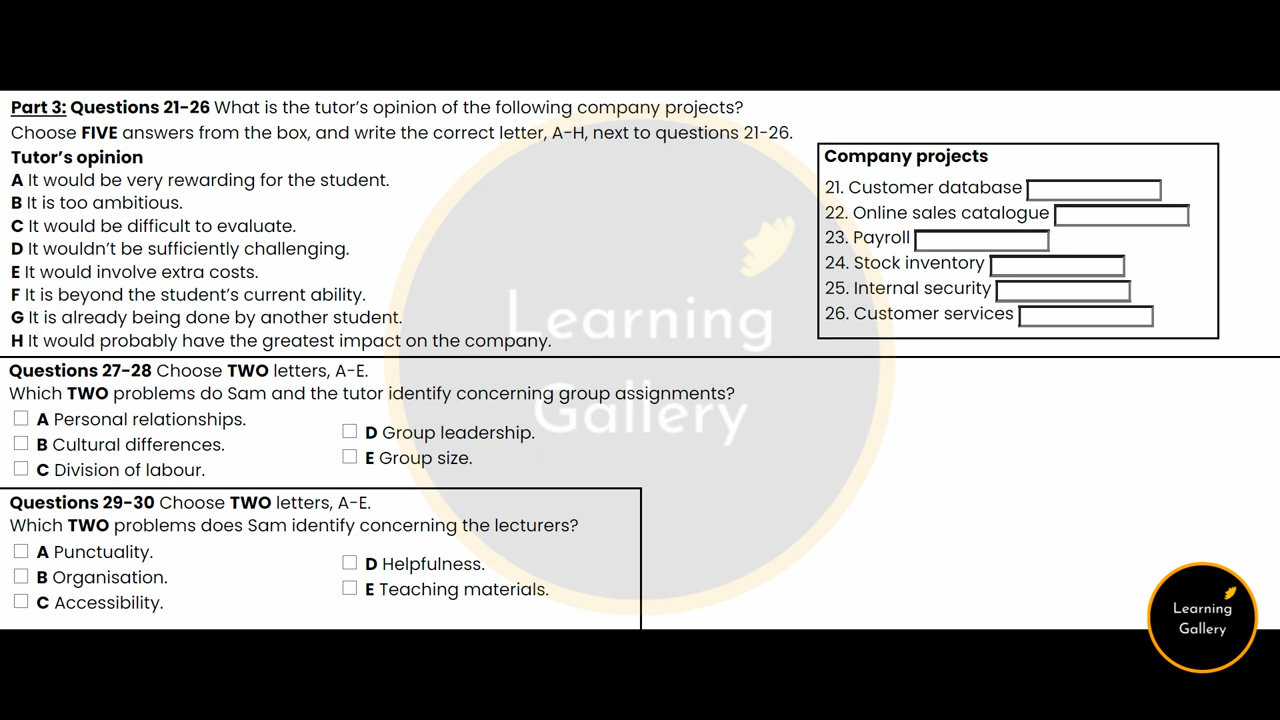 Part 3: Questions 21-26 What is the tutor's opinion of the following company projects?
Choose FIVE answers from the box, and write the correct letter, A-H, next to questions 21-26.
Tutor's opinion
A It would be very rewarding for the student.
B It is too ambitious.
C It would be difficult to evaluate.
D It wouldn't be sufficiently challenging.
E It would involve extra costs.
F It is beyond the student's current ability.
G It is already being done by another student.
H It would probably have the greatest impact on the company.
Company projects
21. Customer database
22. Online sales catalogue
23. Payroll
24. Stock inventory
25. Internal security
26. Customer services
Questions 27-28 Choose TWO letters, A-E.
Which TWO problems do Sam and the tutor identify concerning group assignments?
A Personal relationships.
B Cultural differences.
C Division of labour.
D Group leadership.
E Group size.
Questions 29-30 Choose TWO letters, A-E.
Which TWO problems does Sam identify concerning the lecturers?
A Punctuality.
B Organisation.
C Accessibility.
D Helpfulness.
E Teaching materials.
Learning
Gallery
Learning
Gallery